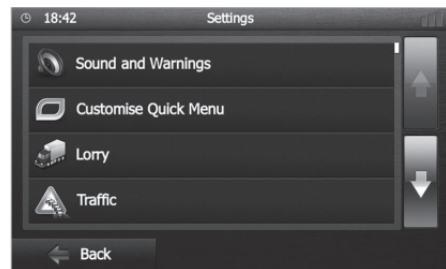 18:42 Settings
Sound and Warnings
Customise Quick Menu
Lorry
Traffic
Back